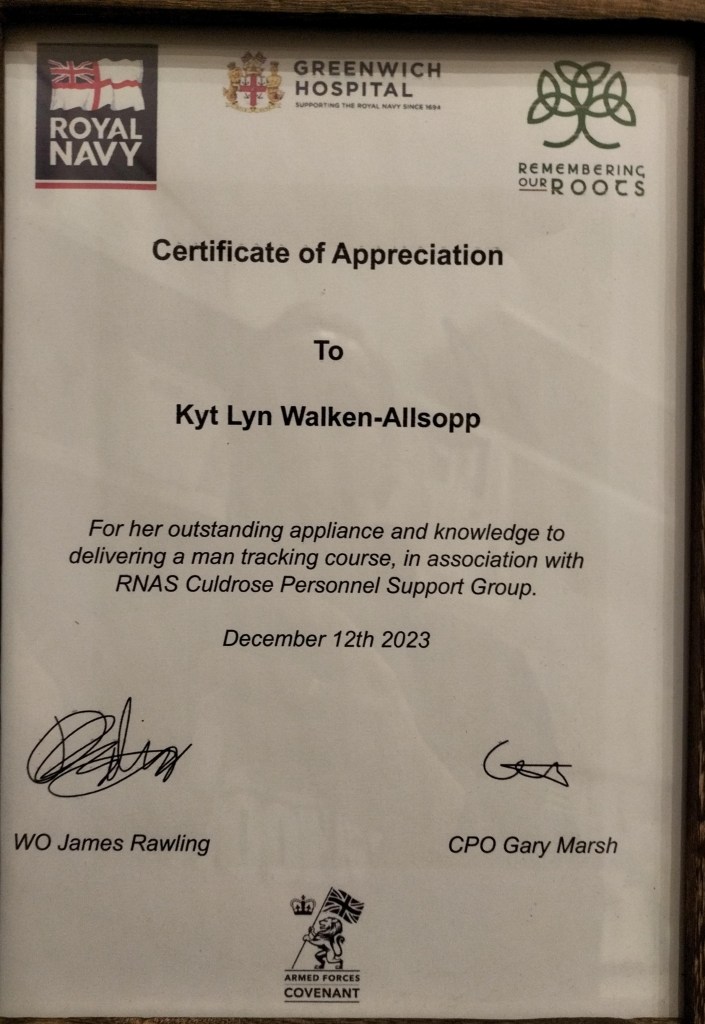 ROYAL
NAVY
GREENWICH
HOSPITAL
SUPPORTING THE ROYAL NAVY SINCE 1694
REMEMBERING
OUR ROOTS
Certificate of Appreciation
To
Kyt Lyn Walken-Allsopp
For her outstanding appliance and knowledge to
delivering a man tracking course, in association with
RNAS Culdrose Personnel Support Group.
December 12th 2023
WO James Rawling
CPO Gary Marsh
ARMED FORCES
COVENANT